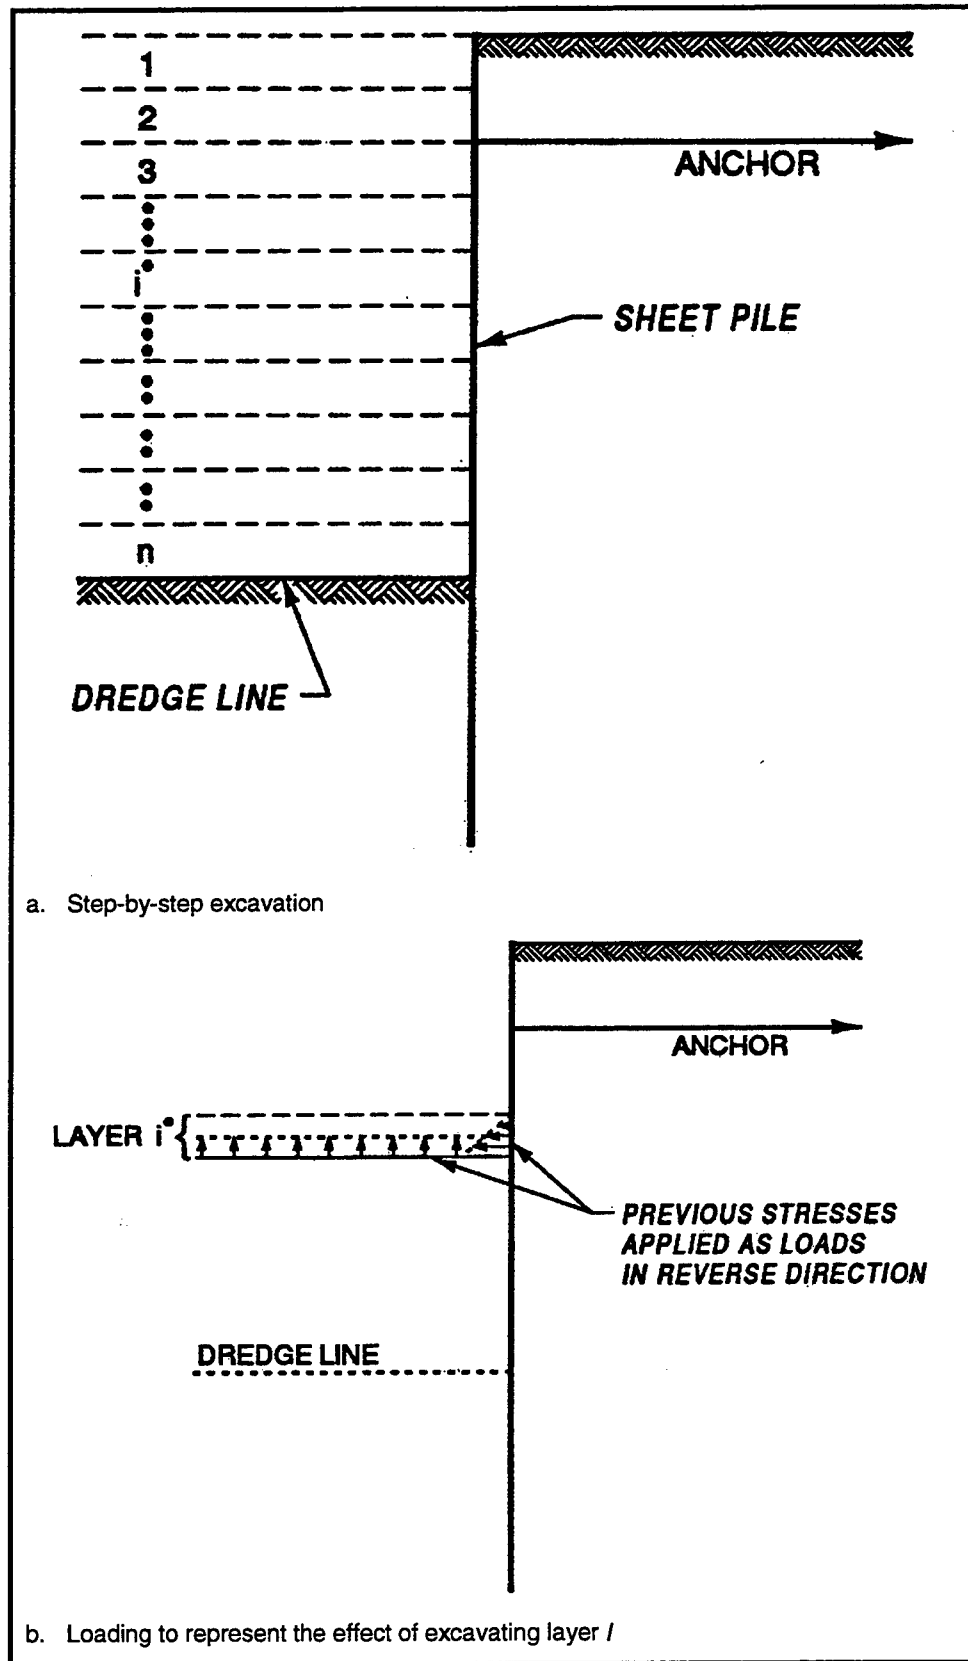 1
2
ANCHOR
3
i
SHEET PILE
n
DREDGE LINE
a. Step-by-step excavation
ANCHOR
LAYER i
PREVIOUS STRESSES
APPLIED AS LOADS
IN REVERSE DIRECTION
DREDGE LINE
b. Loading to represent the effect of excavating layer I